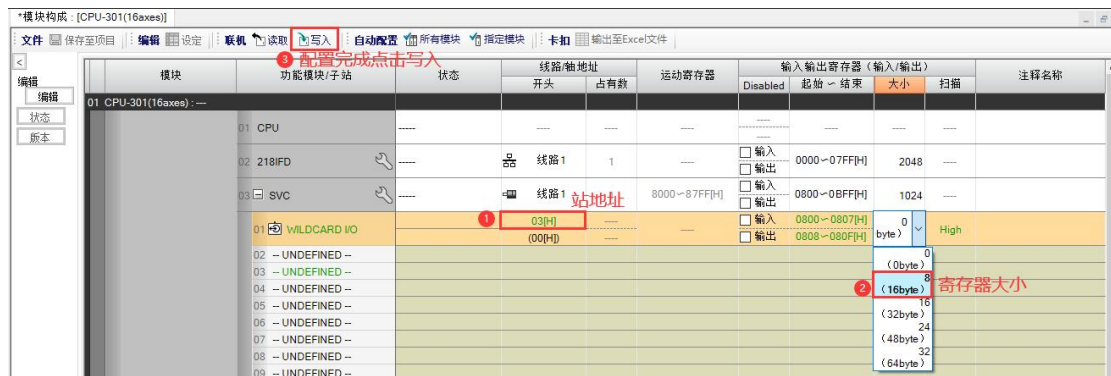 *模块构成 : [CPU-301(16axes)]
文件 保存至项目 编辑 设定 联机 读取 写入 自动配置 所有模块 指定模块 卡扣 输出至Excel文件
3 配置完成点击写入
<
编辑
编辑
状态
版本
模块 功能模块/子站 状态 线路/轴地址 运动寄存器 输入输出寄存器（输入/输出） 注释名称
开头 占有数 Disabled 起始 ~ 结束 大小 扫描
01 CPU-301(16axes) : ---
01 CPU ----- ---- ---- ---- ---- ---- ---- ----
----
02 218IFD ----- 线路1 1 ---- 输入 0000~07FF[H] 2048 ----
输出
03 SVC ----- 线路1 8000~87FF[H] 输入 0800~0BFF[H] 1024 ----
站地址
输出
01 WILDCARD I/O 1 03[H] ---- ---- 输入 0800~0807[H] 0 High
(00[H]) ---- 输出 0808~080F[H] byte）
02 -- UNDEFINED --
03 -- UNDEFINED --
04 -- UNDEFINED --
05 -- UNDEFINED --
06 -- UNDEFINED --
07 -- UNDEFINED --
08 -- UNDEFINED --
09 -- UNDEFINED --
0
（0byte）
8
2 （16byte） 寄存器大小
16
（32byte）
24
（48byte）
32
（64byte）